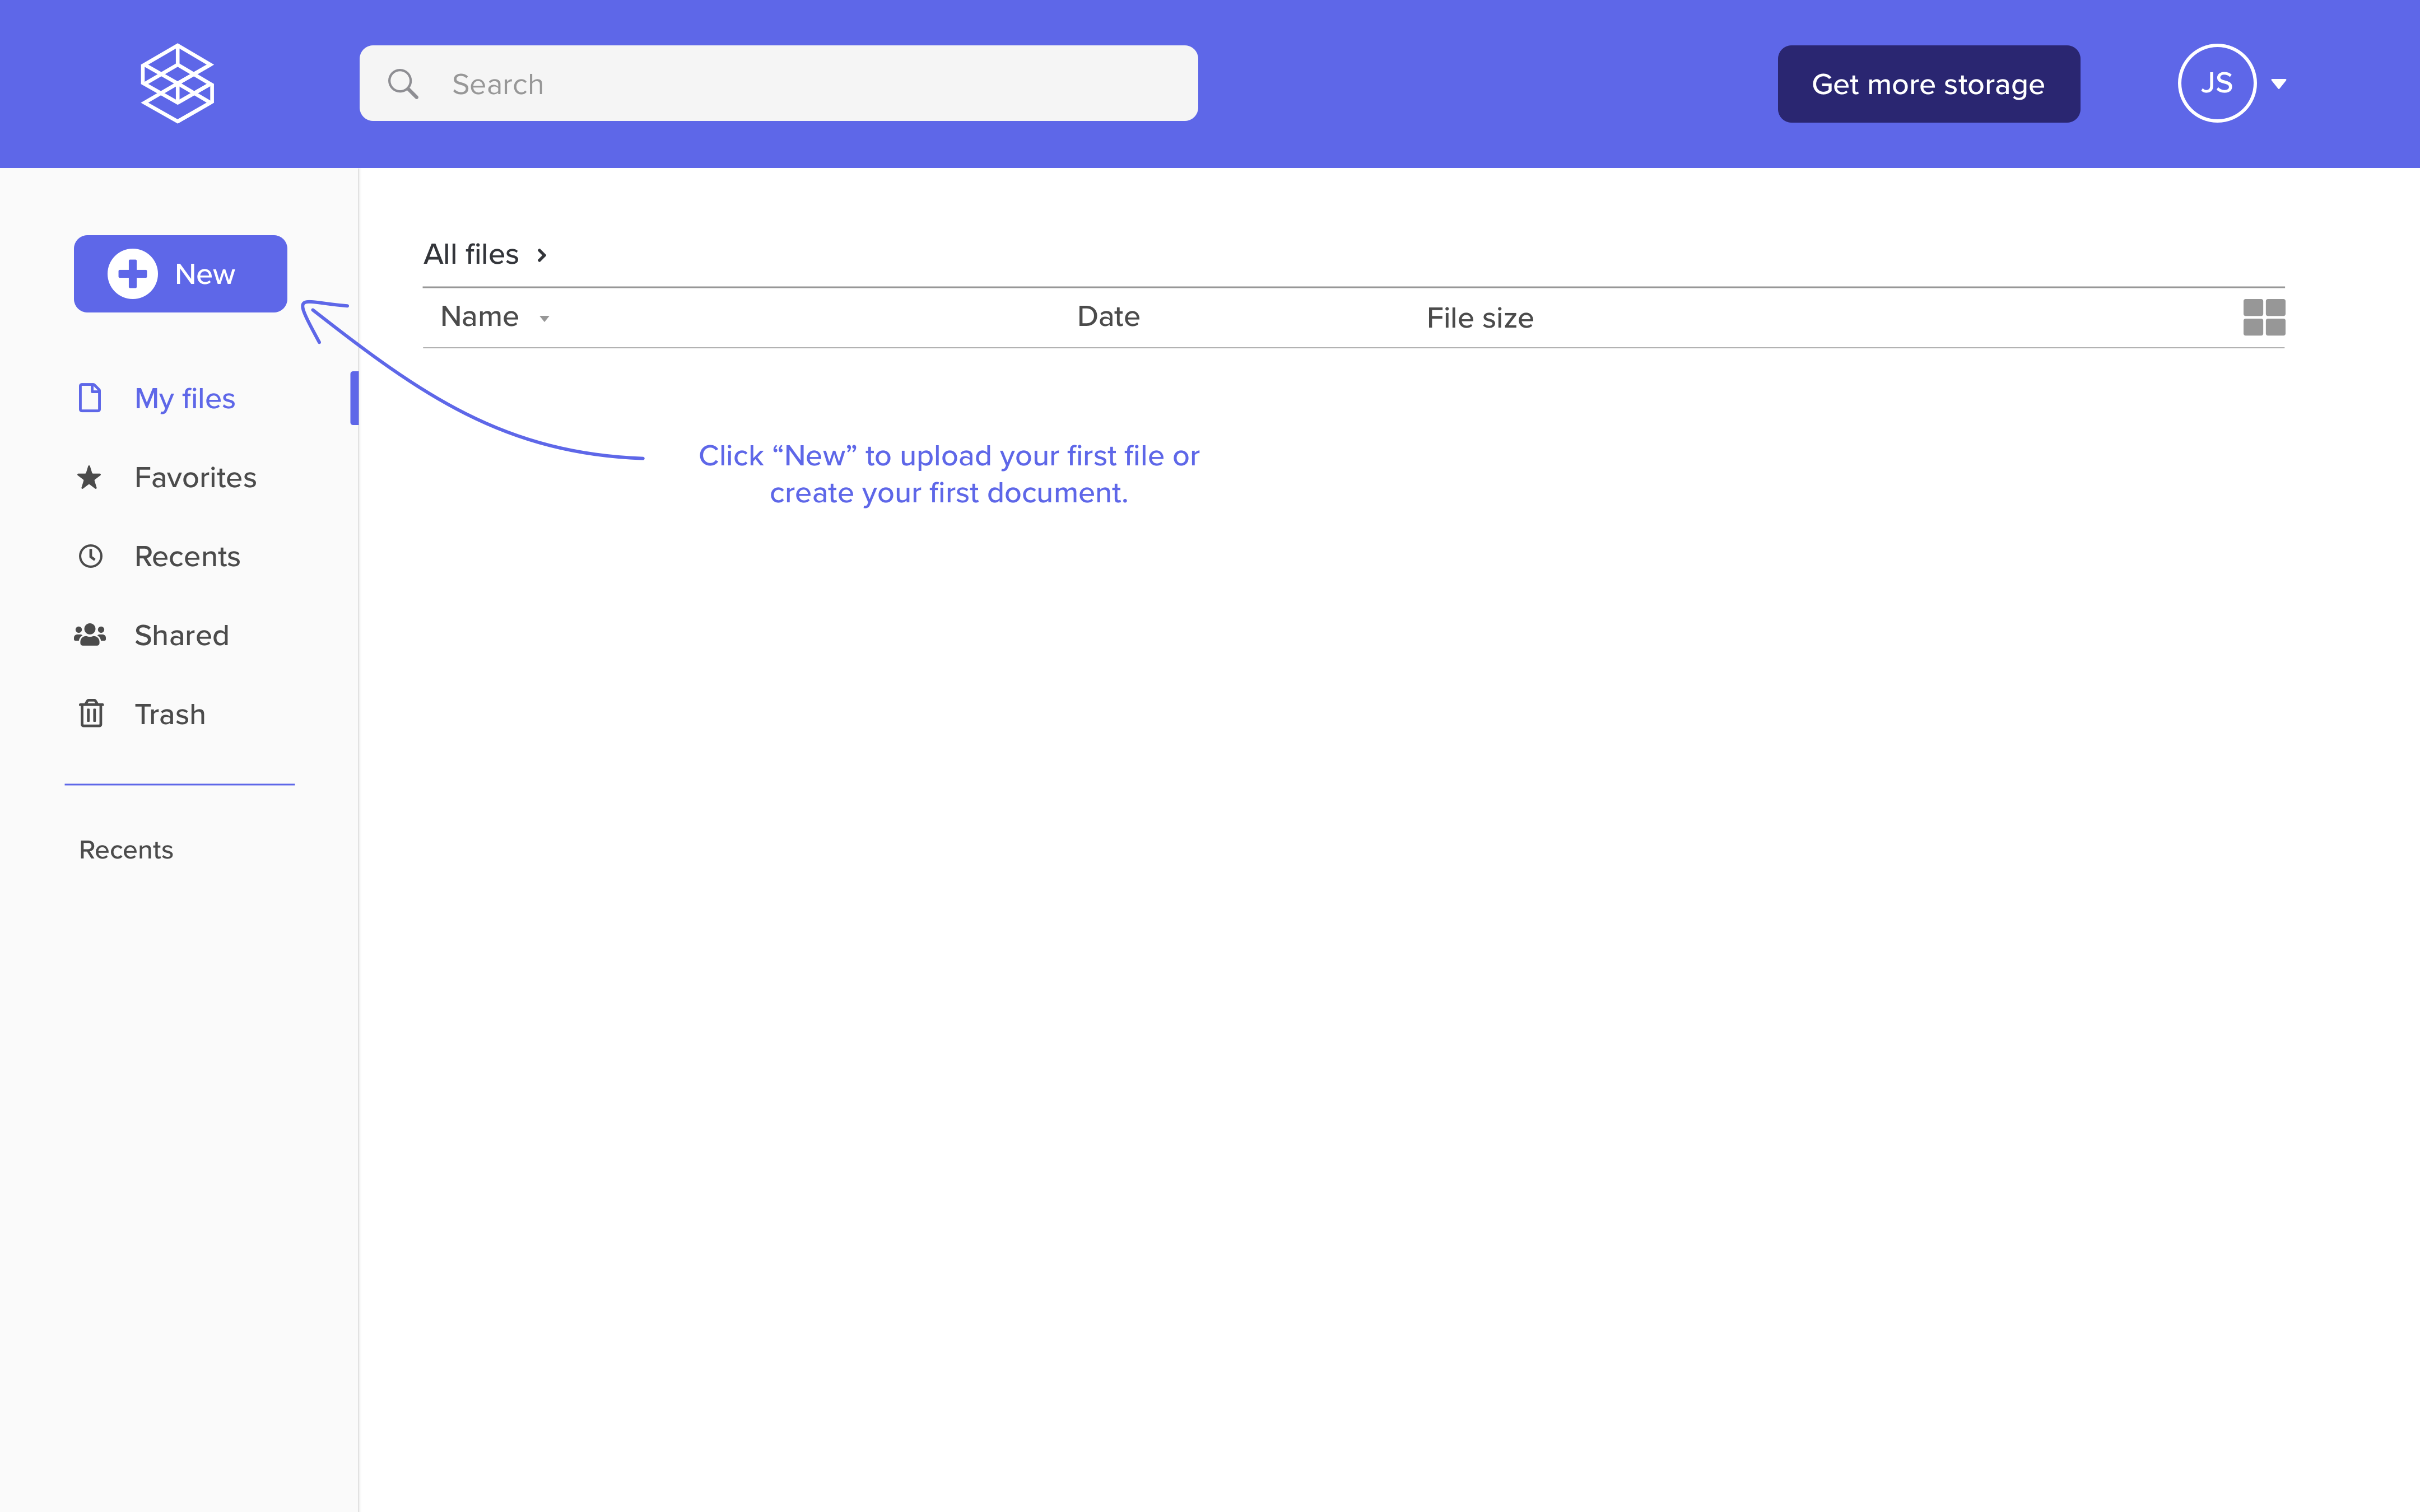 Search
Get more storage
JS
New
My files
Favorites
Recents
Shared
Trash
Recents
All files
Name
Date
File size
Click “New” to upload your first file or
create your first document.